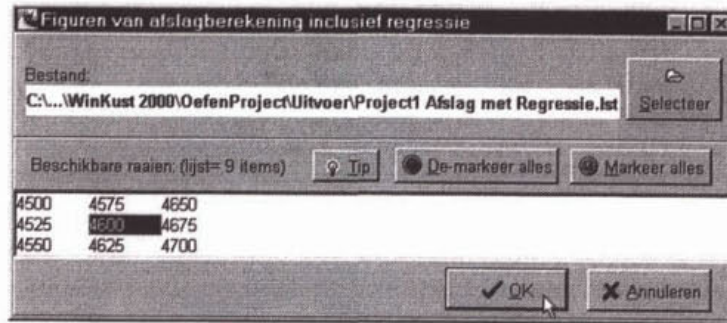 Figuren van afslagberekening inclusief regressie
Bestand:
C:\...\WinKust 2000\OefenProject\Uitvoer\Project1 Afslag met Regressie.lst
Selecteer
Beschikbare raaien: (lijst= 9 items)
Tip
De-markeer alles
Markeer alles
4500 4575 4650
4525 4600 4675
4550 4625 4700
OK
Annuleren